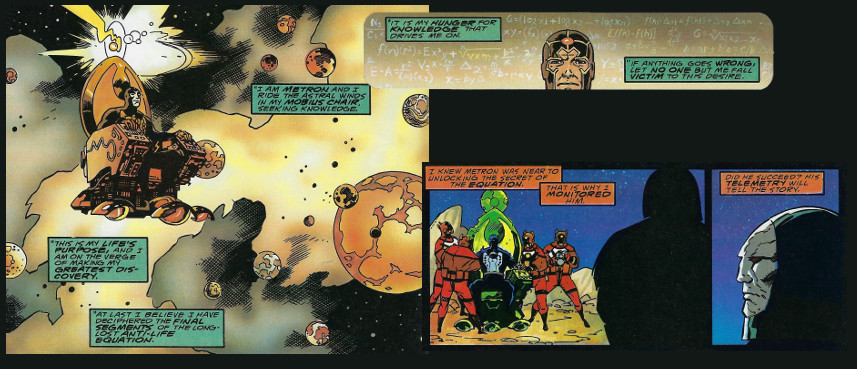 "I AM METRON AND I
RIDE THE ASTRAL WINDS
IN MY MOBIUS CHAIR,
SEEKING KNOWLEDGE.
"THIS IS MY LIFE'S
PURPOSE, AND I
AM ON THE VERGE
OF MAKING MY
GREATEST DIS-
COVERY.
"AT LAST I BELIEVE I HAVE
DECIPHERED THE FINAL
SEGMENTS OF THE LONG-
LOST ANTI-LIFE
EQUATION.
"IT IS MY HUNGER FOR
KNOWLEDGE THAT
DRIVES ME ON.
"IF ANYTHING GOES WRONG,
LET NO ONE BUT ME FALL
VICTIM TO THIS DESIRE.
I KNEW METRON WAS NEAR TO
UNLOCKING THE SECRET OF
THE EQUATION.
THAT IS WHY I
MONITORED
HIM.
DID HE SUCCEED? HIS
TELEMETRY WILL
TELL THE STORY.